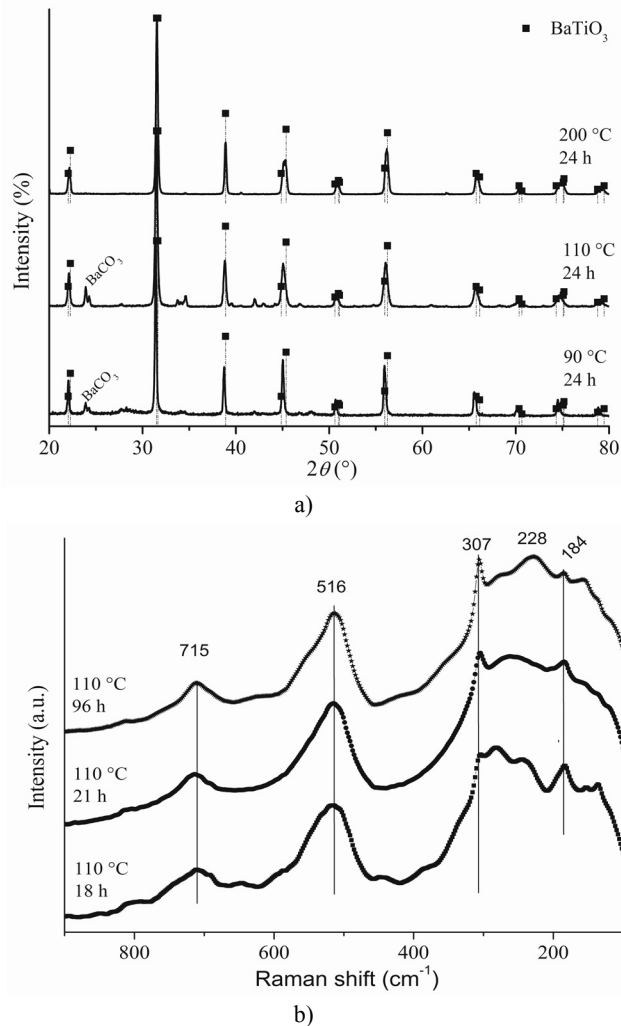 ■ BaTiO3
200 °C
24 h
110 °C
24 h
BaCO3
90 °C
24 h
BaCO3
Intensity (%)
20 30 40 50 60 70 80
2θ (°)
a)
715
516
307
228
184
110 °C
96 h
110 °C
21 h
110 °C
18 h
Intensity (a.u.)
800 600 400 200
Raman shift (cm-1)
b)